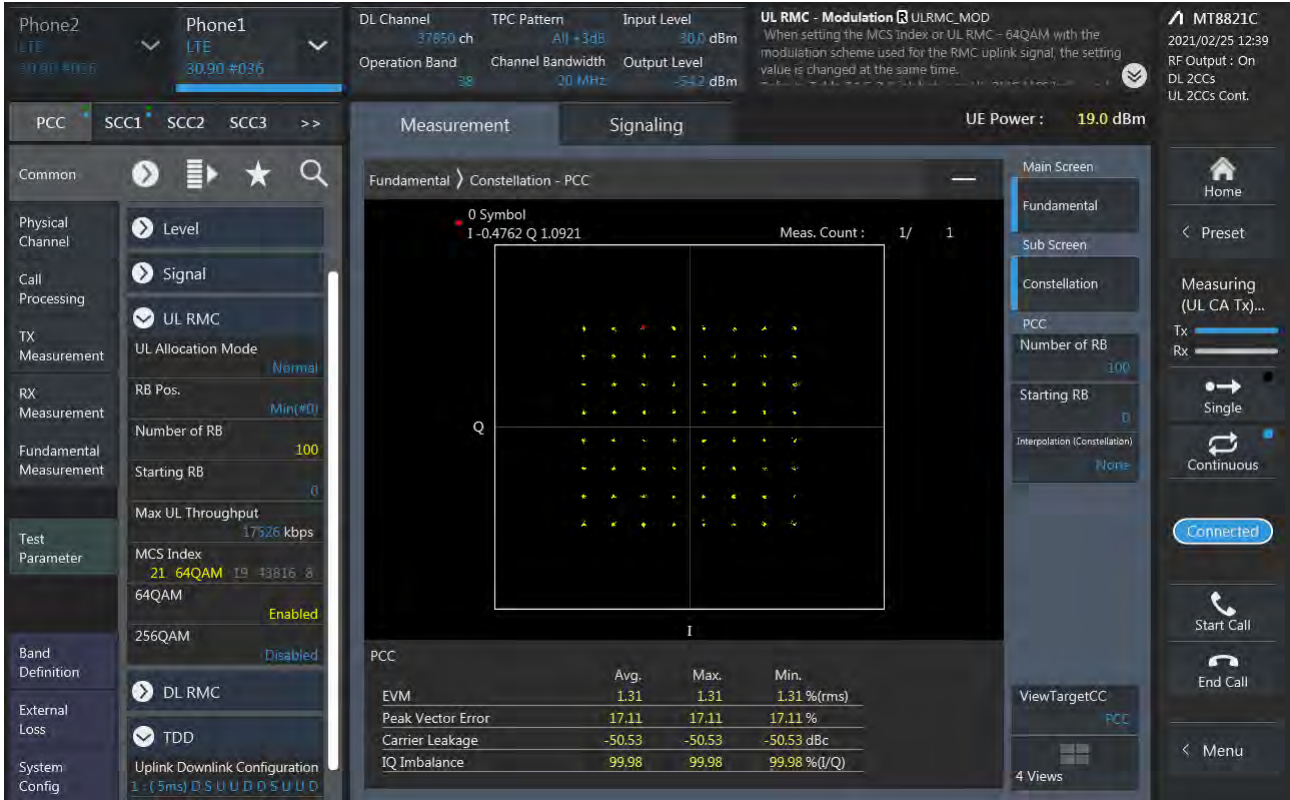 Phone2
LTE
30.90 #036
Phone1
LTE
30.90 #036
DL Channel
37850 ch
Operation Band
38
TPC Pattern
All +3dB
Channel Bandwidth
20 MHz
Input Level
30.0 dBm
Output Level
-54.2 dBm
UL RMC - Modulation R ULRMC_MOD
When setting the MCS Index or UL RMC - 64QAM with the
modulation scheme used for the RMC uplink signal, the setting
value is changed at the same time.
MT8821C
2021/02/25 12:39
RF Output : On
DL 2CCs
UL 2CCs Cont.
PCC SCC1 SCC2 SCC3 >>
Measurement
Signaling
UE Power : 19.0 dBm
Common
Physical
Channel
Call
Processing
TX
Measurement
RX
Measurement
Fundamental
Measurement
Test
Parameter
Band
Definition
External
Loss
System
Config
Level
Signal
UL RMC
UL Allocation Mode
Normal
RB Pos.
Min(#0)
Number of RB
100
Starting RB
0
Max UL Throughput
17526 kbps
MCS Index
21 64QAM 19 43816 8
64QAM
Enabled
256QAM
Disabled
DL RMC
TDD
Uplink Downlink Configuration
1 : ( 5ms) D S U U D D S U U D
Fundamental > Constellation - PCC
0 Symbol
I -0.4762 Q 1.0921
Meas. Count : 1/ 1
Q
I
PCC
Avg. Max. Min.
EVM 1.31 1.31 1.31 %(rms)
Peak Vector Error 17.11 17.11 17.11 %
Carrier Leakage -50.53 -50.53 -50.53 dBc
IQ Imbalance 99.98 99.98 99.98 %(I/Q)
Main Screen
Fundamental
Sub Screen
Constellation
PCC
Number of RB
100
Starting RB
0
Interpolation (Constellation)
None
ViewTargetCC
PCC
4 Views
Home
< Preset
Measuring
(UL CA Tx)...
Tx
Rx
Single
Continuous
Connected
Start Call
End Call
< Menu